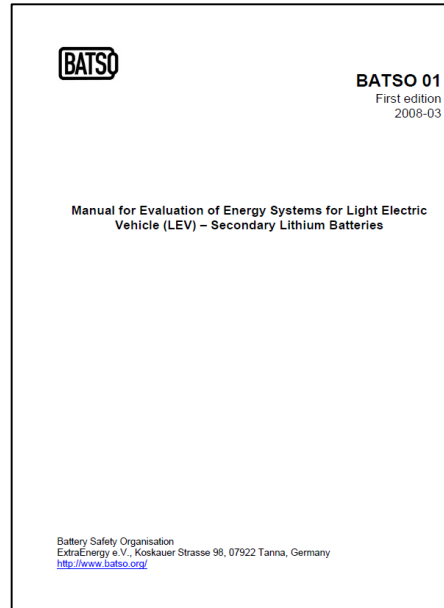 BATSO
BATSO 01
First edition
2008-03
Manual for Evaluation of Energy Systems for Light Electric
Vehicle (LEV) – Secondary Lithium Batteries
Battery Safety Organisation
ExtraEnergy e.V., Koskauer Strasse 98, 07922 Tanna, Germany
http://www.batso.org/